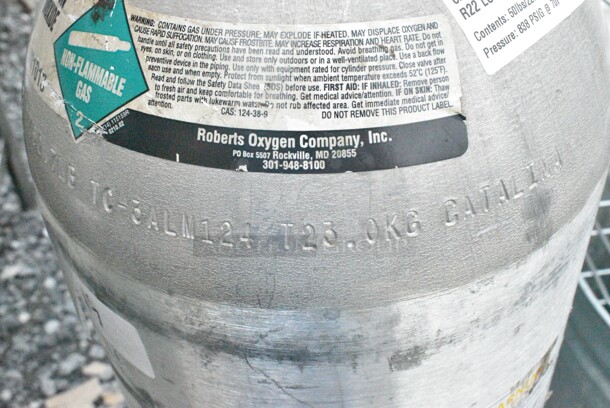 WARNING: CONTAINS GAS UNDER PRESSURE; MAY EXPLODE IF HEATED. MAY DISPLACE OXYGEN AND
CAUSE RAPID SUFFOCATION. MAY CAUSE FROSTBITE. MAY INCREASE RESPIRATION AND HEART RATE. Do not
handle until all safety precautions have been read and understood. Avoid breathing gas. Do not get in
eyes, on skin, or on clothing. Use and store only outdoors or in a well-ventilated place. Use a back flow
preventive device in the piping. Use only with equipment rated for cylinder pressure. Close valve after
each use and when empty. Protect from sunlight when ambient temperature exceeds 52°C (125°F).
Read and follow the Safety Data Sheet (SDS) before use. FIRST AID: IF INHALED: Remove person
to fresh air and keep comfortable for breathing. Get medical advice/attention. IF ON SKIN: Thaw
frosted parts with lukewarm water. Do not rub affected area. Get immediate medical advice/
attention.
CAS: 124-38-9
DO NOT REMOVE THIS PRODUCT LABEL
NON-FLAMMABLE
GAS
2
Roberts Oxygen Company, Inc.
PO Box 5507 Rockville, MD 20855
301-948-8100
R22
Contents: 50lbs
Pressure: 838 PSIG @ 70
TC-3ALM124 T23.0KG CATALINA